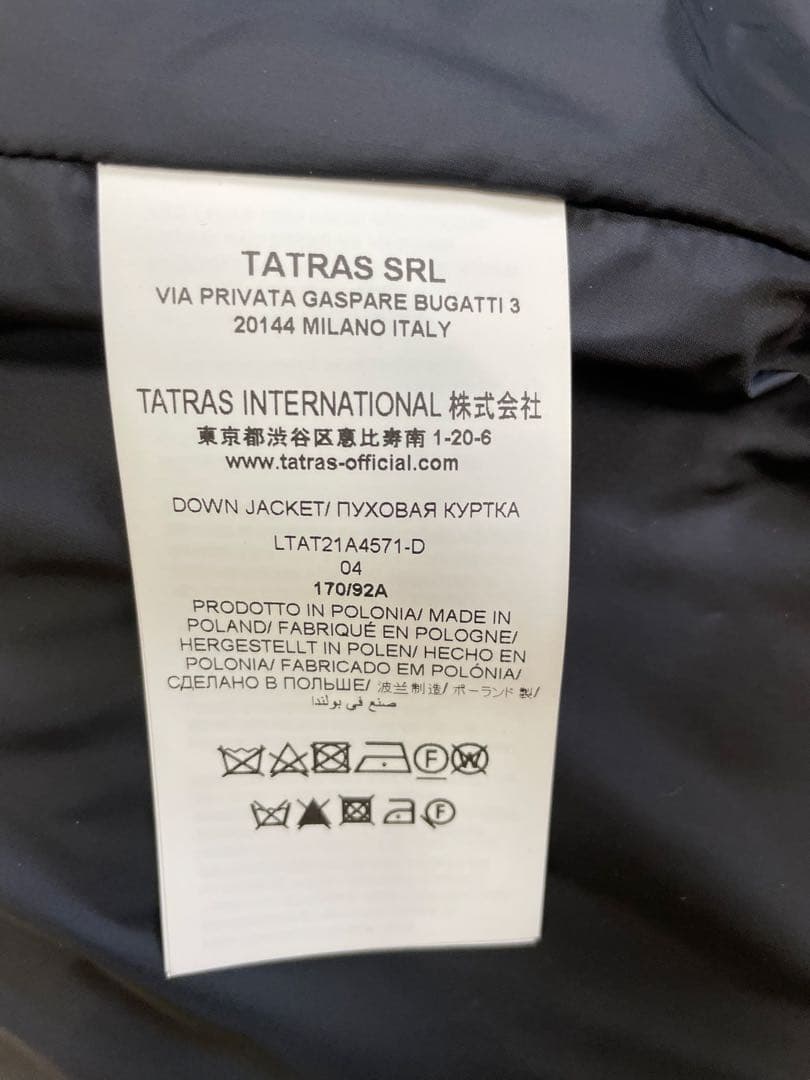 TATRAS SRL
VIA PRIVATA GASPARE BUGATTI 3
20144 MILANO ITALY
TATRAS INTERNATIONAL 株式会社
東京都渋谷区恵比寿南 1-20-6
www.tatras-official.com
DOWN JACKET/ ПУХОВАЯ КУРТКА
LTAT21A4571-D
04
170/92A
PRODOTTO IN POLONIA/ MADE IN
POLAND/ FABRIQUÉ EN POLOGNE/
HERGESTELLT IN POLEN/ HECHO EN
POLONIA/ FABRICADO EM POLÓNIA/
СДЕЛАНО В ПОЛЬШЕ/ 波兰制造/ ポーランド 製/
صنع في بولندا
F W
F